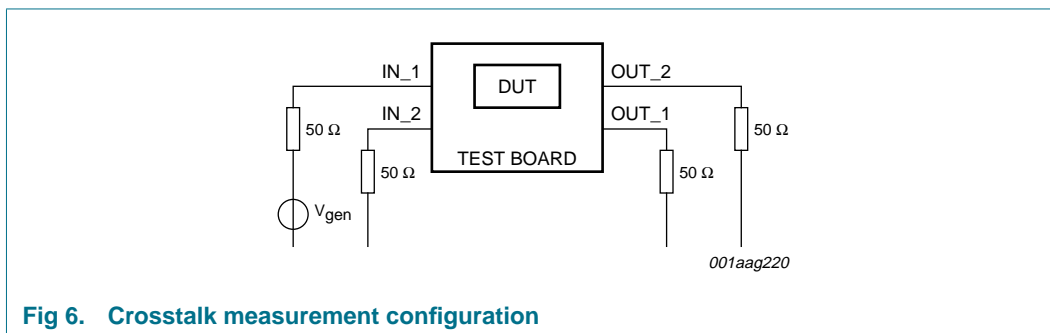 IN_1
OUT_2
DUT
IN_2
OUT_1
50 Ω
50 Ω
TEST BOARD
50 Ω
50 Ω
Vgen
001aag220
Fig 6. Crosstalk measurement configuration